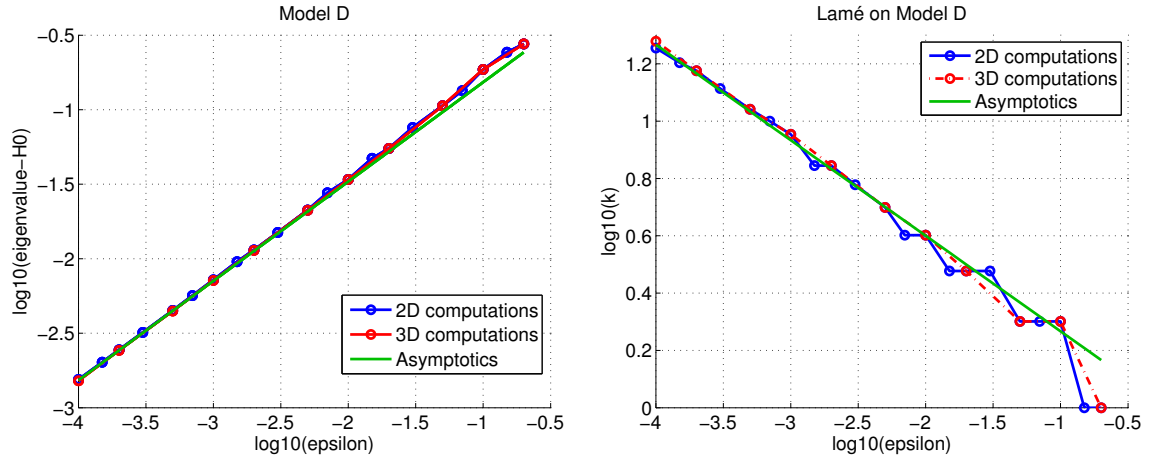 Model D
−0.5
−1
−1.5
−2
−2.5
−3
−4
−3.5
−3
−2.5
−2
−1.5
−1
−0.5
log10(epsilon)
log10(eigenvalue−H0)
2D computations
3D computations
Asymptotics
Lamé on Model D
1.2
1
0.8
0.6
0.4
0.2
0
−4
−3.5
−3
−2.5
−2
−1.5
−1
−0.5
log10(epsilon)
log10(k)
2D computations
3D computations
Asymptotics